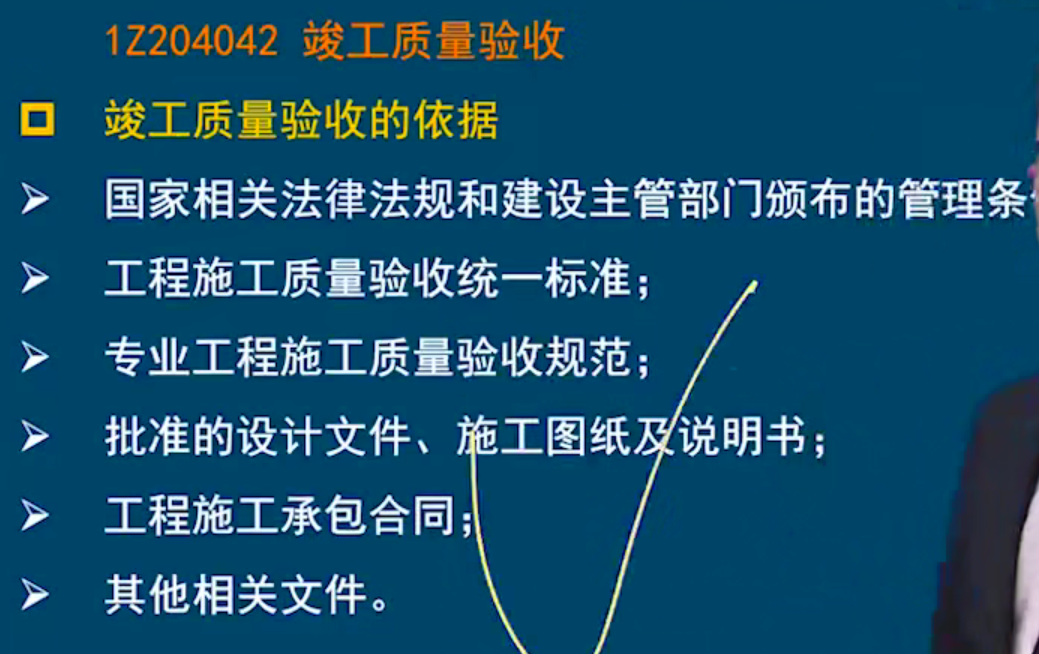 1Z204042 竣工质量验收
竣工质量验收的依据
国家相关法律法规和建设主管部门颁布的管理条
工程施工质量验收统一标准；
专业工程施工质量验收规范；
批准的设计文件、施工图纸及说明书；
工程施工承包合同；
其他相关文件。